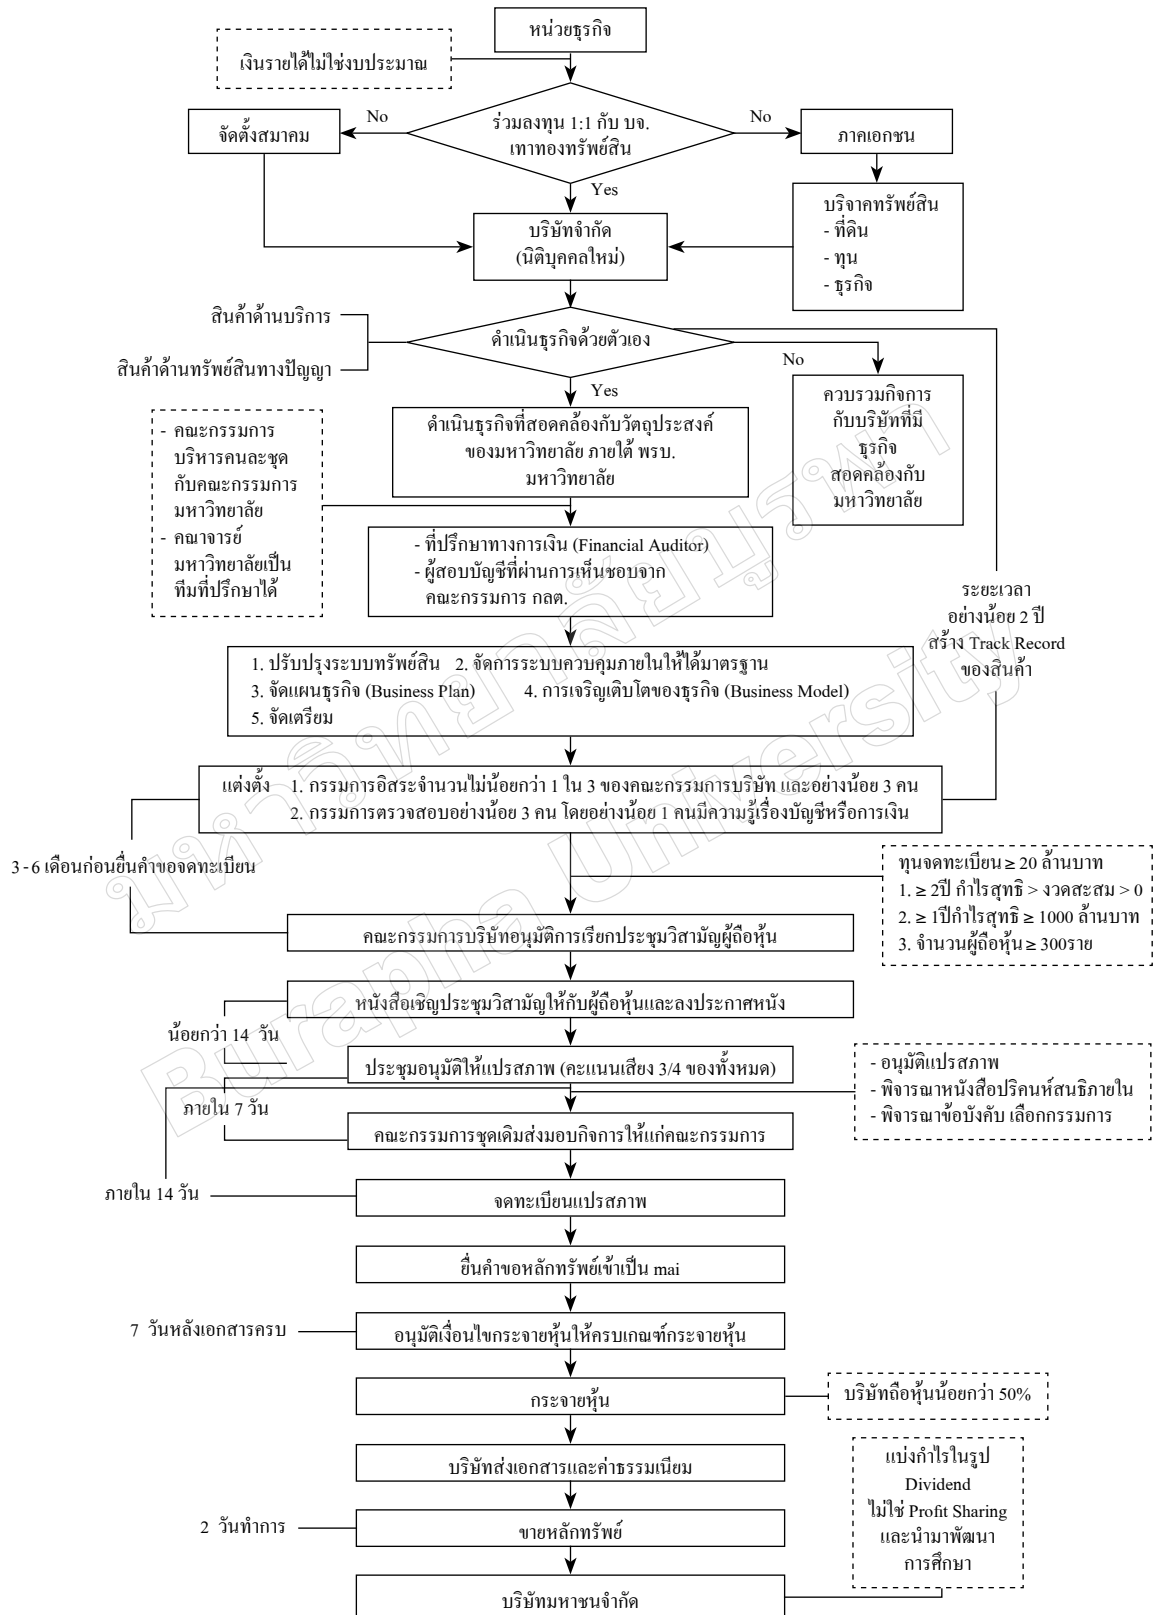 หน่วยธุรกิจ
เงินรายได้ไม่ใช่งบประมาณ
ร่วมลงทุน 1:1 กับ บจ.
เทาทองทรัพย์สิน
No
No
จัดตั้งสมาคม
ภาคเอกชน
Yes
บริจาคทรัพย์สิน
- ที่ดิน
- ทุน
- ธุรกิจ
บริษัทจำกัด
(นิติบุคคลใหม่)
สินค้าด้านบริการ
ดำเนินธุรกิจด้วยตัวเอง
สินค้าด้านทรัพย์สินทางปัญญา
No
Yes
ควบรวมกิจการ
กับบริษัทที่มี
ธุรกิจ
สอดคล้องกับ
มหาวิทยาลัย
ดำเนินธุรกิจที่สอดคล้องกับวัตถุประสงค์
ของมหาวิทยาลัย ภายใต้ พรบ.
มหาวิทยาลัย
- คณะกรรมการ
บริหารคนละชุด
กับคณะกรรมการ
มหาวิทยาลัย
- คณาจารย์
มหาวิทยาลัยเป็น
ทีมที่ปรึกษาได้
- ที่ปรึกษาทางการเงิน (Financial Auditor)
- ผู้สอบบัญชีที่ผ่านการเห็นชอบจาก
คณะกรรมการ กลต.
ระยะเวลา
อย่างน้อย 2 ปี
สร้าง Track Record
ของสินค้า
1. ปรับปรุงระบบทรัพย์สิน 2. จัดการระบบควบคุมภายในให้ได้มาตรฐาน
3. จัดแผนธุรกิจ (Business Plan) 4. การเจริญเติบโตของธุรกิจ (Business Model)
5. จัดเตรียม
แต่งตั้ง 1. กรรมการอิสระจำนวนไม่น้อยกว่า 1 ใน 3 ของคณะกรรมการบริษัท และอย่างน้อย 3 คน
2. กรรมการตรวจสอบอย่างน้อย 3 คน โดยอย่างน้อย 1 คนมีความรู้เรื่องบัญชีหรือการเงิน
3 - 6 เดือนก่อนยื่นคำขอจดทะเบียน
ทุนจดทะเบียน ≥ 20 ล้านบาท
1. ≥ 2ปี กำไรสุทธิ > งวดสะสม > 0
2. ≥ 1ปีกำไรสุทธิ ≥ 1000 ล้านบาท
3. จำนวนผู้ถือหุ้น ≥ 300ราย
คณะกรรมการบริษัทอนุมัติการเรียกประชุมวิสามัญผู้ถือหุ้น
หนังสือเชิญประชุมวิสามัญให้กับผู้ถือหุ้นและลงประกาศหนัง
น้อยกว่า 14 วัน
ประชุมอนุมัติให้แปรสภาพ (คะแนนเสียง 3/4 ของทั้งหมด)
- อนุมัติแปรสภาพ
- พิจารณาหนังสือปริคนห์สนธิภายใน
- พิจารณาข้อบังคับ เลือกกรรมการ
ภายใน 7 วัน
คณะกรรมการชุดเดิมส่งมอบกิจการให้แก่คณะกรรมการ
ภายใน 14 วัน
จดทะเบียนแปรสภาพ
ยื่นคำขอหลักทรัพย์เข้าเป็น mai
7 วันหลังเอกสารครบ
อนุมัติเงื่อนไขกระจายหุ้นให้ครบเกณฑ์กระจายหุ้น
กระจายหุ้น
บริษัทถือหุ้นน้อยกว่า 50%
บริษัทส่งเอกสารและค่าธรรมเนียม
แบ่งกำไรในรูป
Dividend
ไม่ใช่ Profit Sharing
และนำมาพัฒนา
การศึกษา
2 วันทำการ
ขายหลักทรัพย์
บริษัทมหาชนจำกัด
มหาวิทยาลัยบูรพา
Burapha University